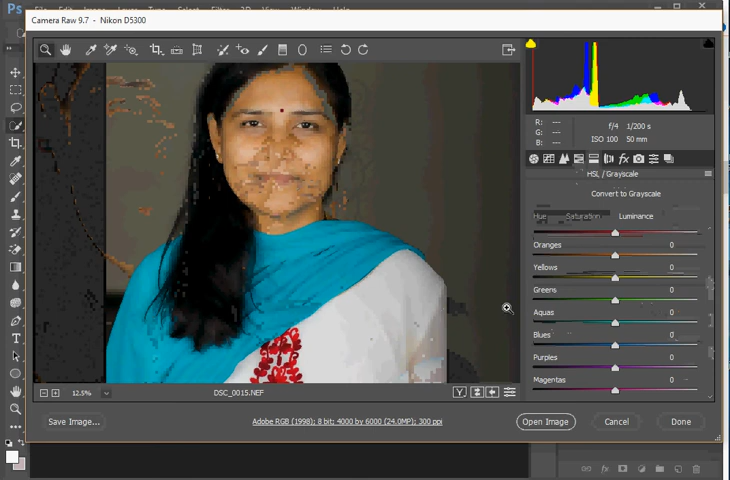 Ps
Camera Raw 9.7 - Nikon D5300
R: ---
G: ---
B: ---
f/4 1/200 s
ISO 100 50 mm
HSL / Grayscale
Convert to Grayscale
Hue Saturation Luminance
Oranges 0
Yellows 0
Greens 0
Aquas 0
Blues 0
Purples 0
Magentas 0
12.5%
DSC_0015.NEF
Y
Save Image...
Adobe RGB (1998); 8 bit; 4000 by 6000 (24.0MP); 300 ppi
Open Image
Cancel
Done